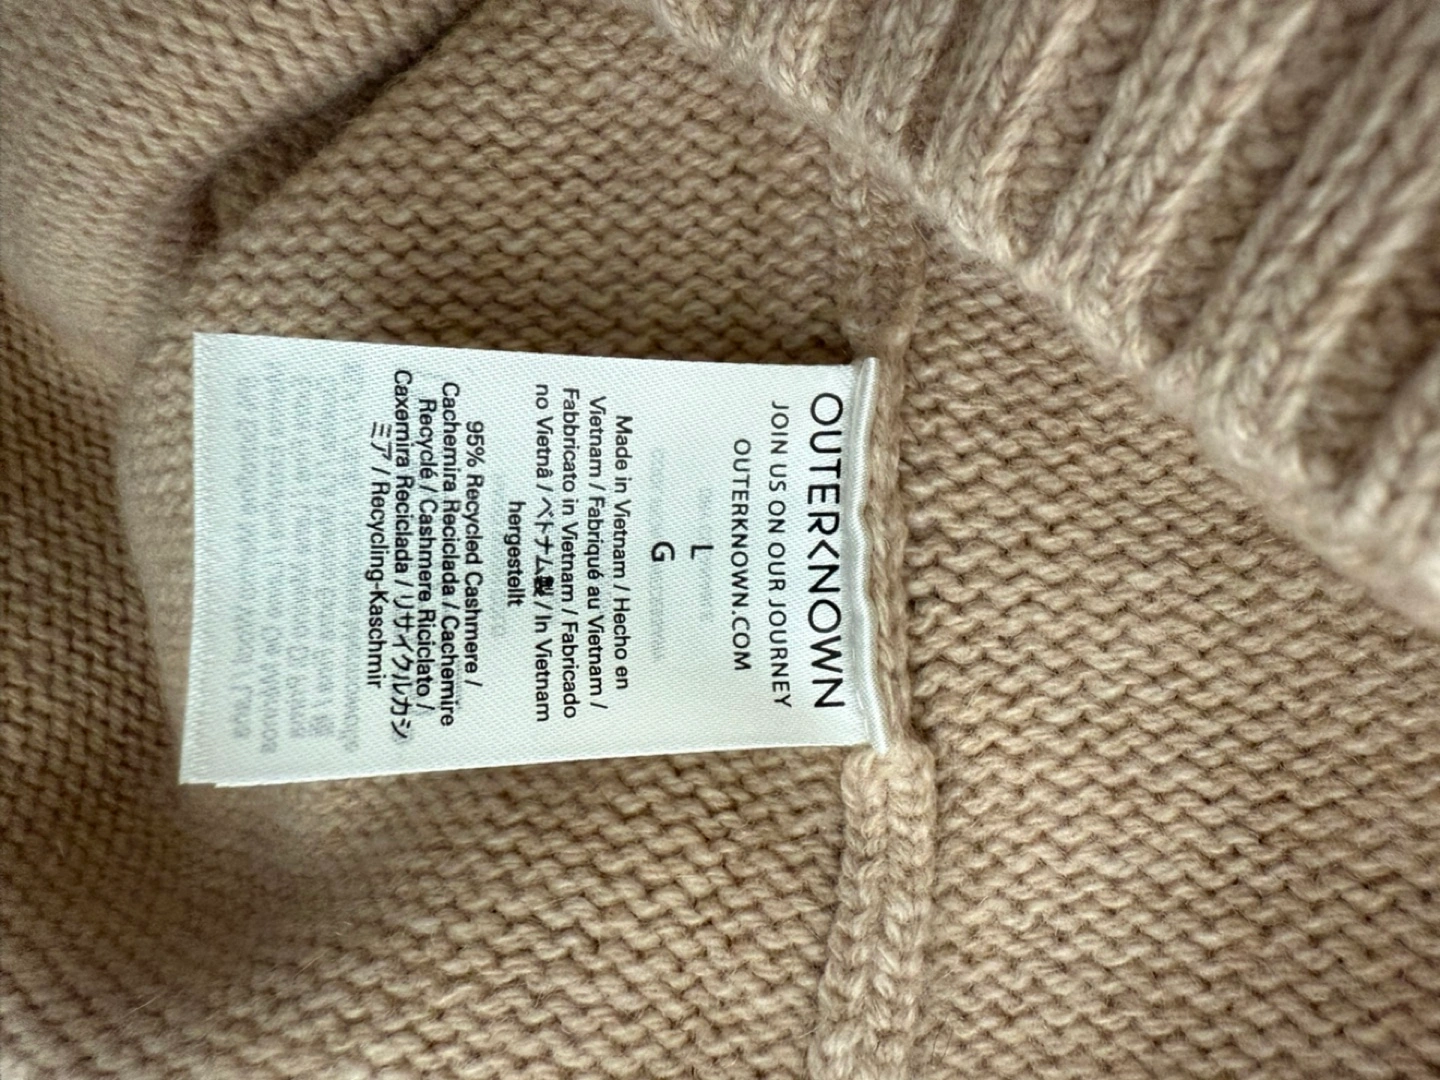 OUTERKNOWN
JOIN US ON OUR JOURNEY
OUTERKNOWN.COM
L
G
Made in Vietnam / Hecho en
Vietnam / Fabriqué au Vietnam /
Fabbricato in Vietnam / Fabricado
no Vietnã / ベトナム製 / In Vietnam
hergestellt
95% Recycled Cashmere /
Cachemira Reciclada / Cachemire
Recyclé / Cashmere Riciclato /
Caxemira Reciclada / リサイクルカシ
ミア / Recycling-Kaschmir